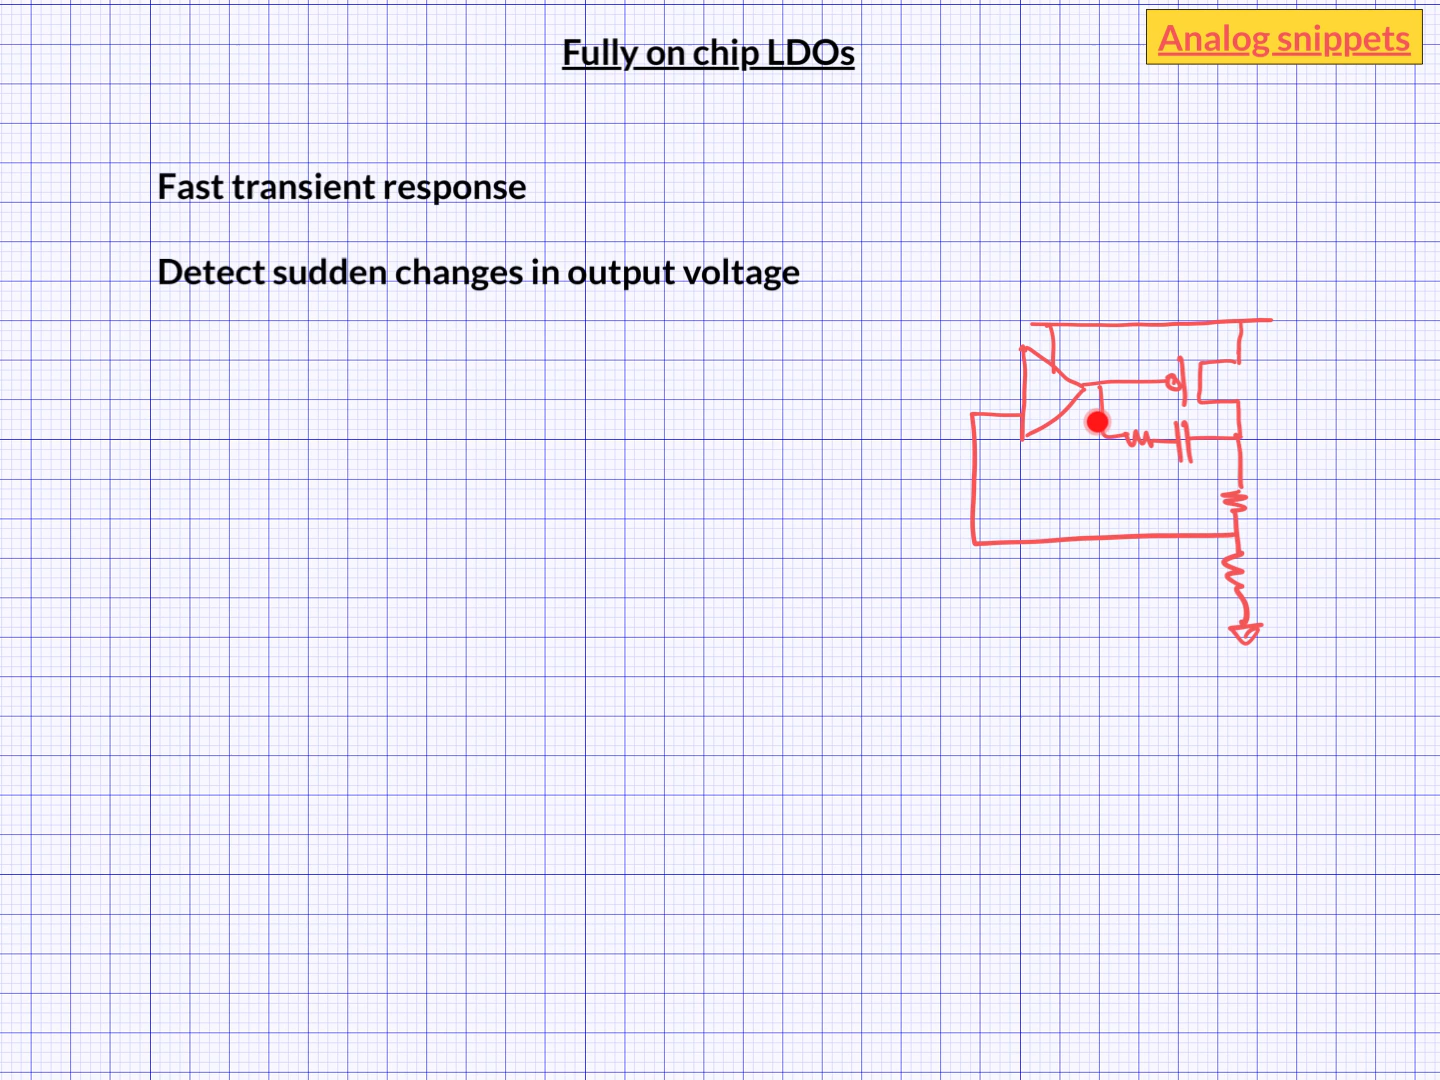 Fully on chip LDOs
Analog snippets
Fast transient response
Detect sudden changes in output voltage